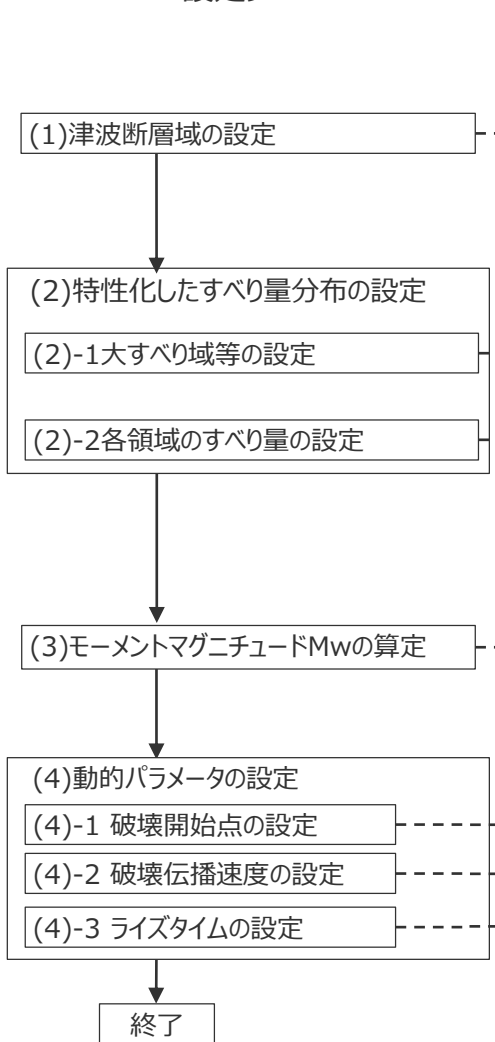 (1)津波断層域の設定
(2)特性化したすべり量分布の設定
(2)-1大すべり域等の設定
(2)-2各領域のすべり量の設定
(3)モーメントマグニチュードMwの算定
(4)動的パラメータの設定
(4)-1 破壊開始点の設定
(4)-2 破壊伝播速度の設定
(4)-3 ライズタイムの設定
終了